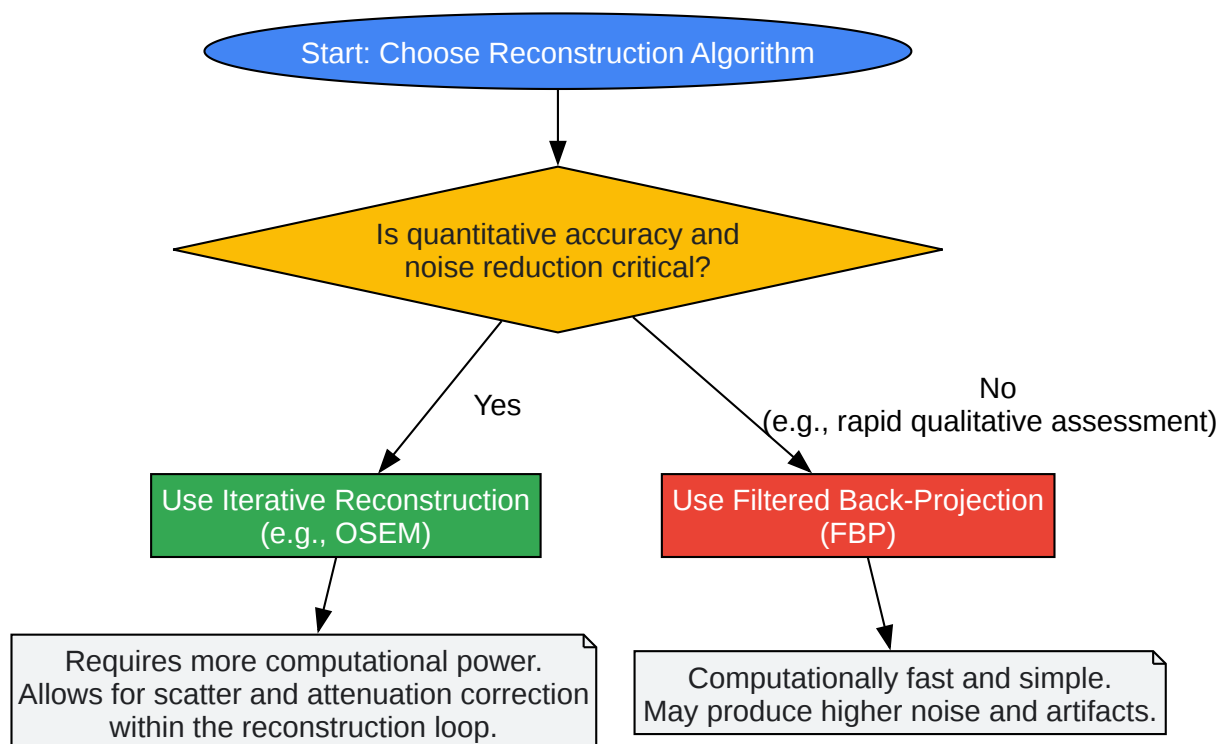 Start: Choose Reconstruction Algorithm
Is quantitative accuracy and
noise reduction critical?
Yes
No
(e.g., rapid qualitative assessment)
Use Iterative Reconstruction
(e.g., OSEM)
Use Filtered Back-Projection
(FBP)
Requires more computational power.
Allows for scatter and attenuation correction
within the reconstruction loop.
Computationally fast and simple.
May produce higher noise and artifacts.